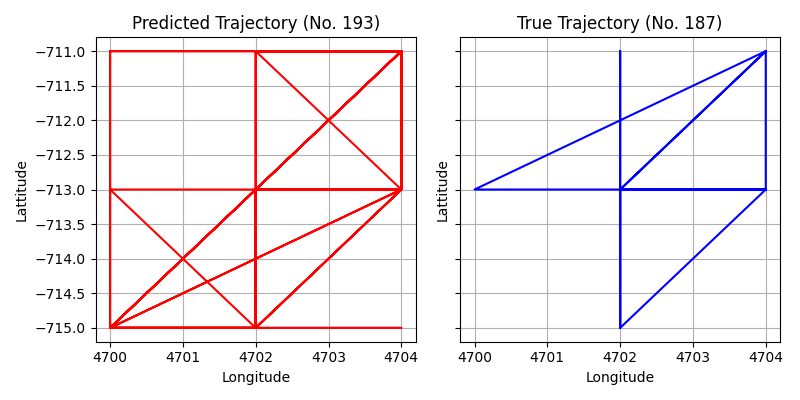 Predicted Trajectory (No. 193)
True Trajectory (No. 187)
−711.0
−711.5
−712.0
−712.5
−713.0
−713.5
−714.0
−714.5
−715.0
Lattitude
Lattitude
4700 4701 4702 4703 4704
4700 4701 4702 4703 4704
Longitude
Longitude